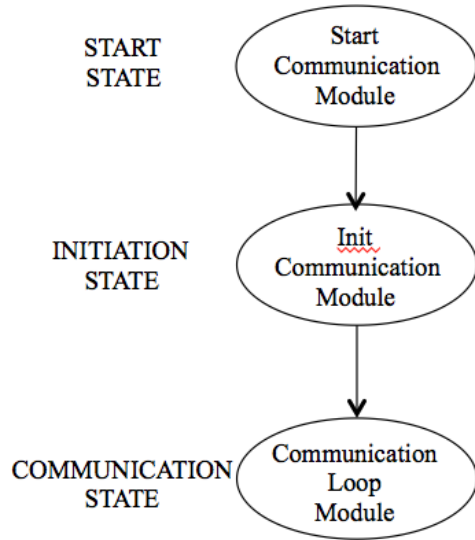 START
STATE
Start
Communication
Module
INITIATION
STATE
Init
Communication
Module
COMMUNICATION
STATE
Communication
Loop
Module